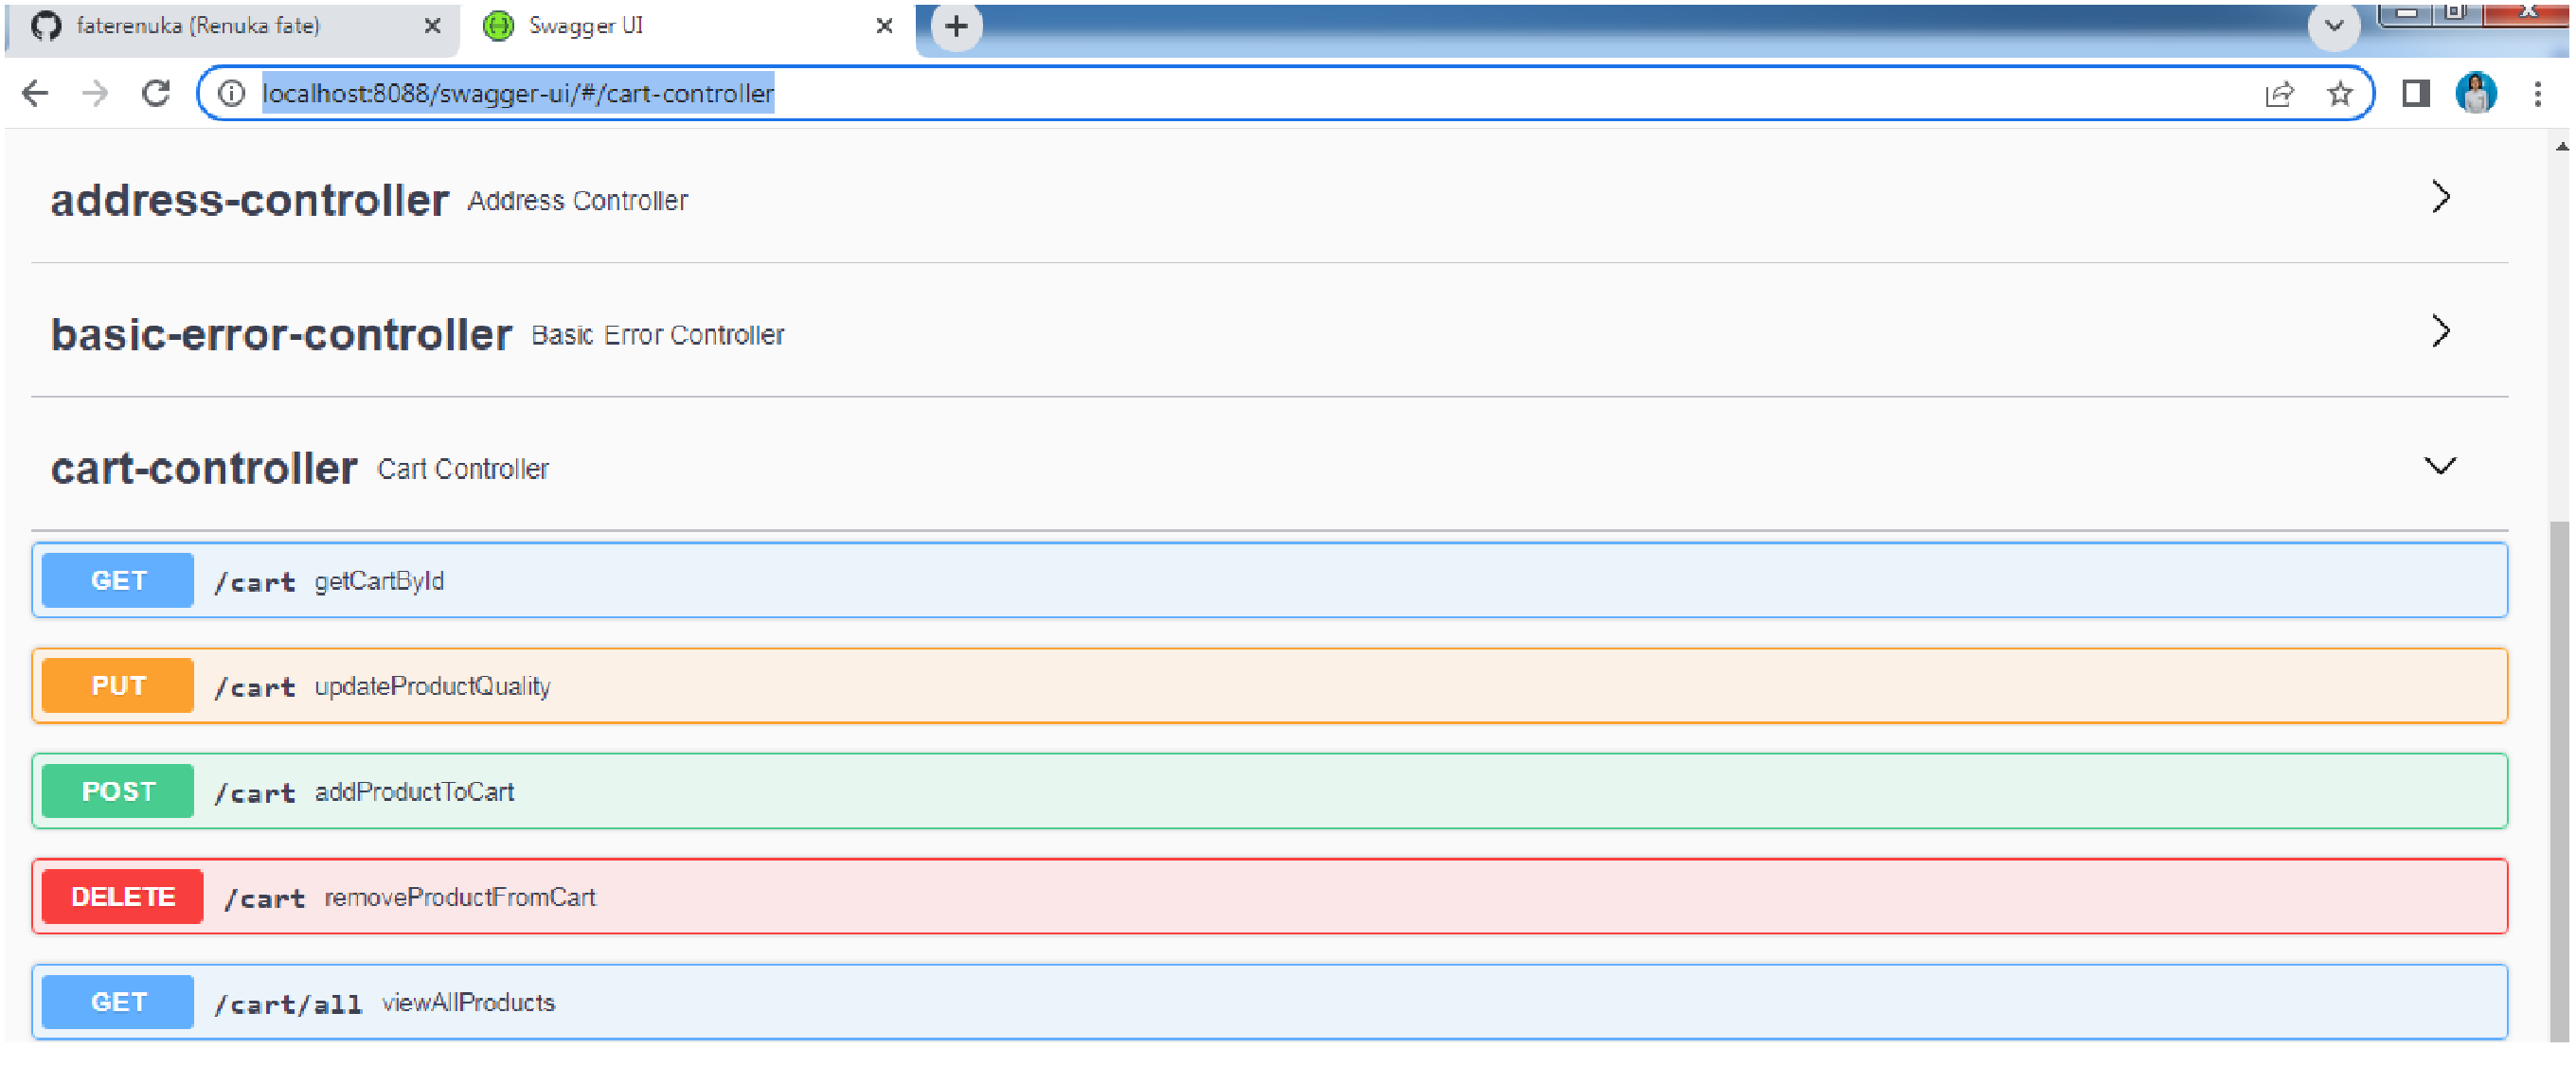 faterenuka (Renuka fate) Swagger UI
localhost:8088/swagger-ui/#/cart-controller
address-controller Address Controller
basic-error-controller Basic Error Controller
cart-controller Cart Controller
GET /cart getCartById
PUT /cart updateProductQuality
POST /cart addProductToCart
DELETE /cart removeProductFromCart
GET /cart/all viewAllProducts